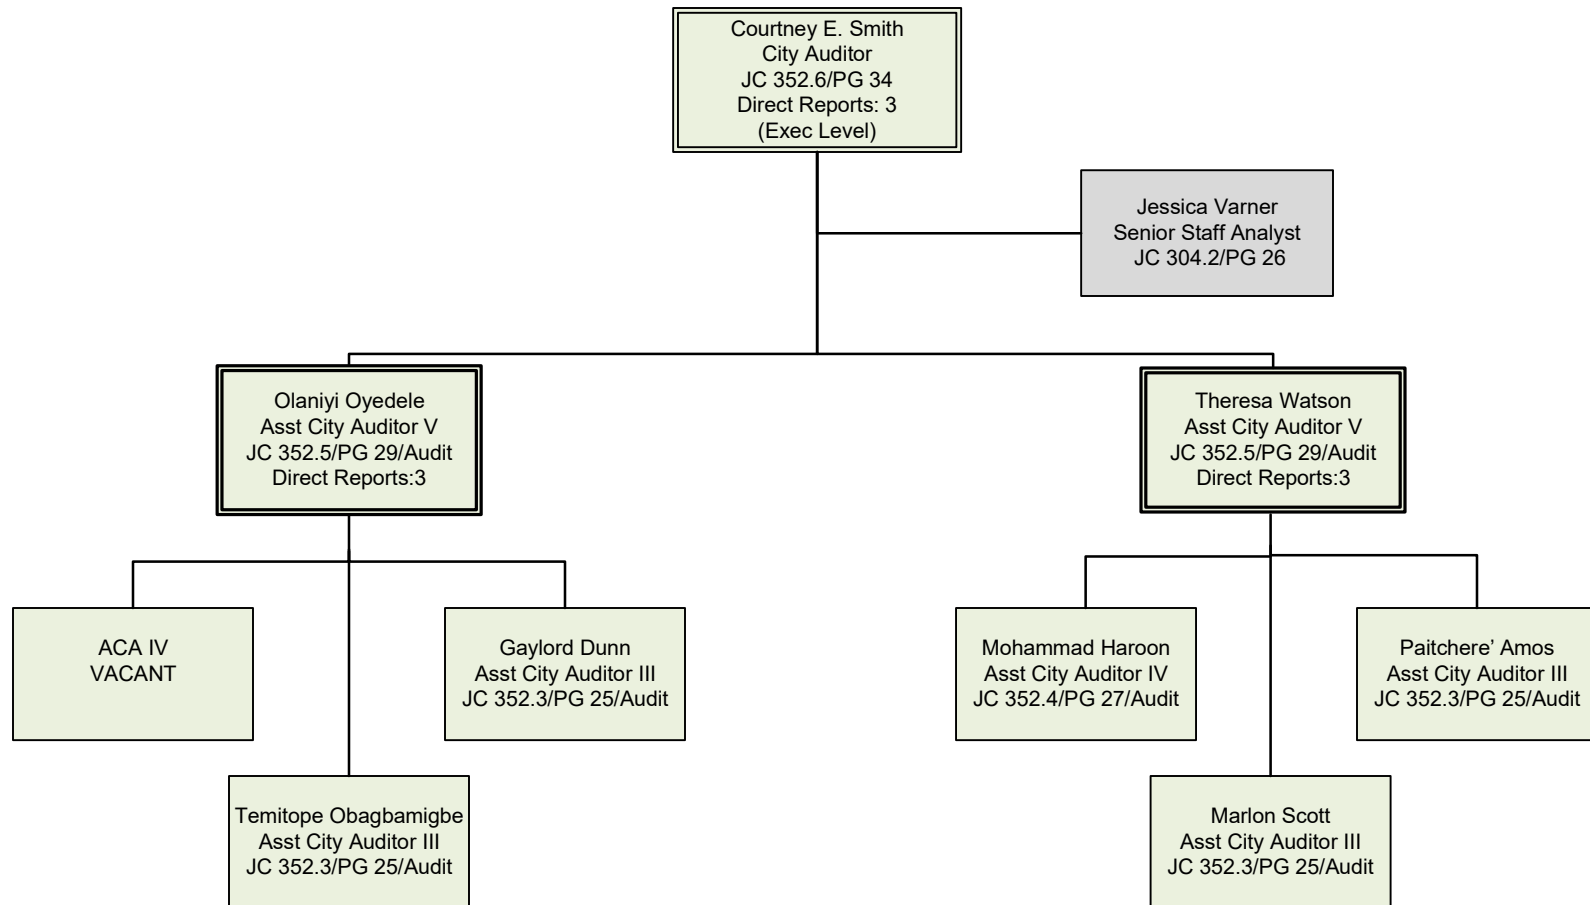 Courtney E. Smith
City Auditor
JC 352.6/PG 34
Direct Reports: 3
(Exec Level)
Jessica Varner
Senior Staff Analyst
JC 304.2/PG 26
Olaniyi Oyedele
Asst City Auditor V
JC 352.5/PG 29/Audit
Direct Reports:3
Theresa Watson
Asst City Auditor V
JC 352.5/PG 29/Audit
Direct Reports:3
ACA IV
VACANT
Gaylord Dunn
Asst City Auditor III
JC 352.3/PG 25/Audit
Mohammad Haroon
Asst City Auditor IV
JC 352.4/PG 27/Audit
Paitchere’ Amos
Asst City Auditor III
JC 352.3/PG 25/Audit
Temitope Obagbamigbe
Asst City Auditor III
JC 352.3/PG 25/Audit
Marlon Scott
Asst City Auditor III
JC 352.3/PG 25/Audit